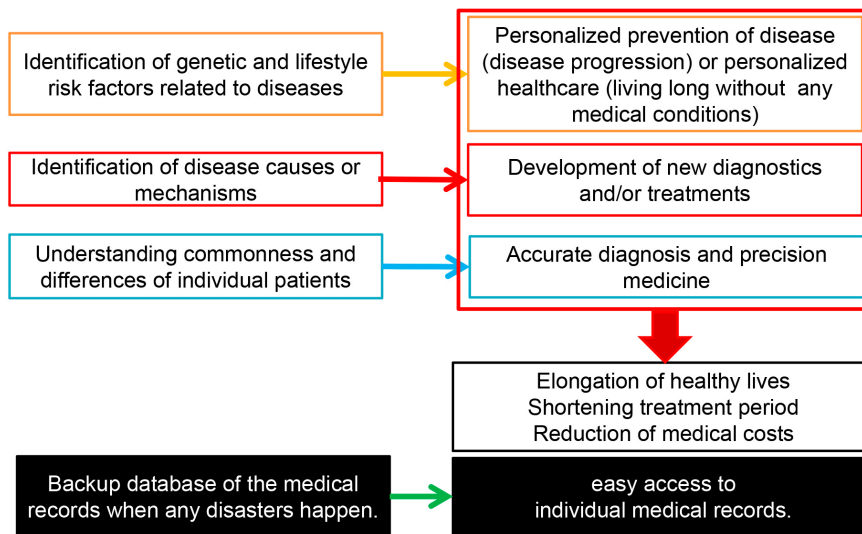 Identification of genetic and lifestyle
risk factors related to diseases
Personalized prevention of disease
(disease progression) or personalized
healthcare (living long without any
medical conditions)
Identification of disease causes or
mechanisms
Development of new diagnostics
and/or treatments
Understanding commonness and
differences of individual patients
Accurate diagnosis and precision
medicine
Elongation of healthy lives
Shortening treatment period
Reduction of medical costs
Backup database of the medical
records when any disasters happen.
easy access to
individual medical records.